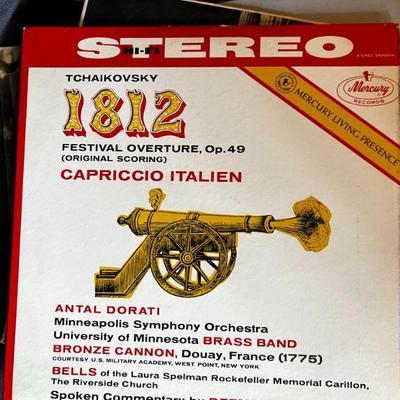 STEREO
HI-FI
TCHAIKOVSKY
1812
FESTIVAL OVERTURE, Op. 49
(ORIGINAL SCORING)
CAPRICCIO ITALIEN
Mercury
RECORDS
MERCURY LIVING PRESENCE
ANTAL DORATI
Minneapolis Symphony Orchestra
University of Minnesota BRASS BAND
BRONZE CANNON, Douay, France (1775)
COURTESY U.S. MILITARY ACADEMY, WEST POINT, NEW YORK
BELLS of the Laura Spelman Rockefeller Memorial Carillon,
The Riverside Church
Spoken Commentary by